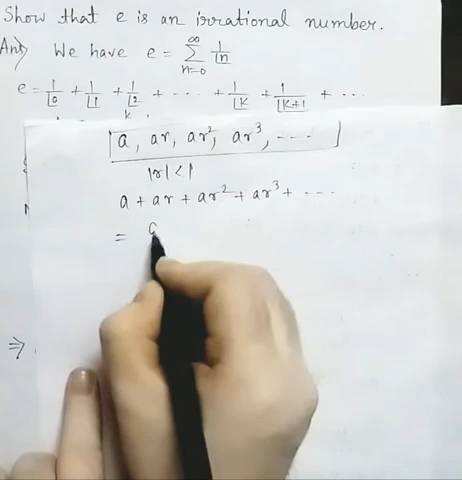 Show that e is an irrational number.
Ans) We have e = ∑_{n=0}^{∞} 1/⌊n
e = 1/⌊0 + 1/⌊1 + 1/⌊2 + ⋯ + 1/⌊k + 1/⌊k+1 + ⋯
a, ar, ar², ar³, ⋯
|r| < 1
a + ar + ar² + ar³ + ⋯
= a
⇒